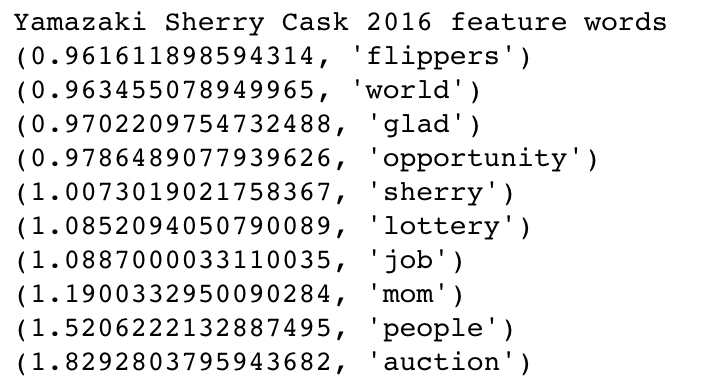 Yamazaki Sherry Cask 2016 feature words
(0.961611898594314, 'flippers')
(0.963455078949965, 'world')
(0.9702209754732488, 'glad')
(0.9786489077939626, 'opportunity')
(1.0073019021758367, 'sherry')
(1.0852094050790089, 'lottery')
(1.0887000033110035, 'job')
(1.1900332950090284, 'mom')
(1.5206222132887495, 'people')
(1.8292803795943682, 'auction')